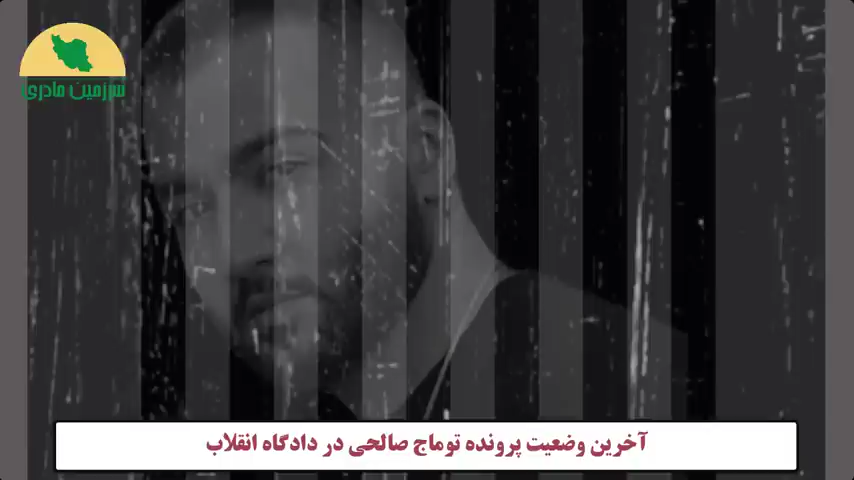 سرزمین مادری
آخرین وضعیت پرونده توماج صالحی در دادگاه انقلاب